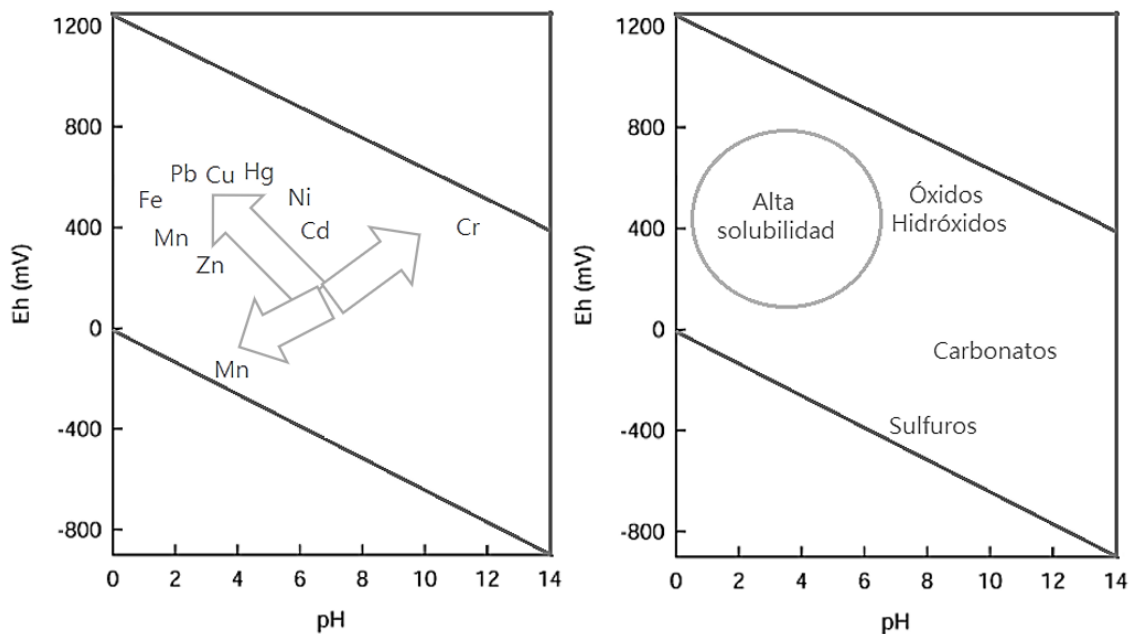 1200
800
400
0
-400
-800
Eh (mV)
Pb Cu Hg
Fe
Ni
Mn
Cd
Cr
Zn
Mn
0 2 4 6 8 10 12 14
pH
1200
800
400
0
-400
-800
Eh (mV)
Alta
solubilidad
Óxidos
Hidróxidos
Carbonatos
Sulfuros
0 2 4 6 8 10 12 14
pH